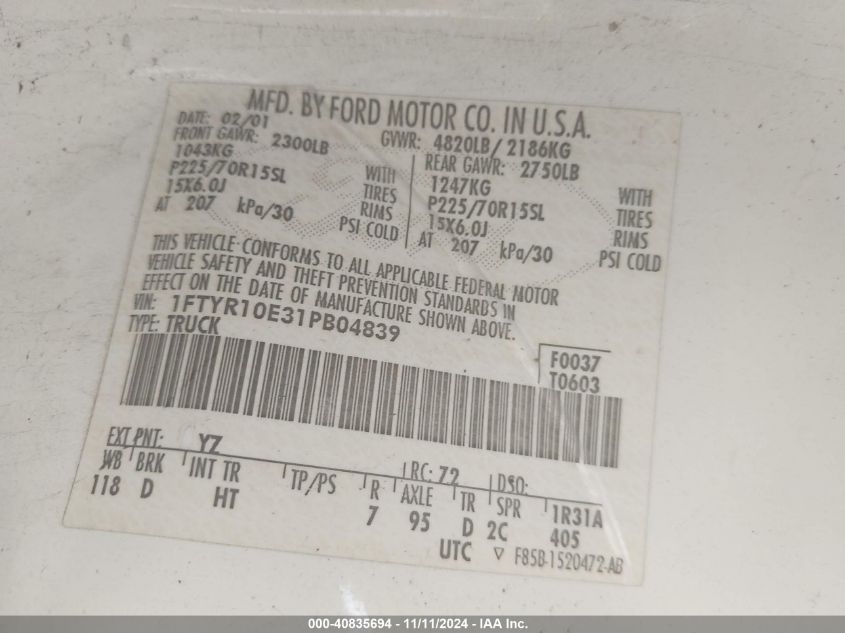 MFD. BY FORD MOTOR CO. IN U.S.A.
DATE: 02/01 GVWR: 4820LB/ 2186KG
FRONT GAWR: 2300LB REAR GAWR: 2750LB
1043KG WITH 1247KG WITH
P225/70R15SL TIRES P225/70R15SL TIRES
15X6.0J RIMS 15X6.0J RIMS
AT 207 kPa/30 PSI COLD AT 207 kPa/30 PSI COLD
THIS VEHICLE CONFORMS TO ALL APPLICABLE FEDERAL MOTOR
VEHICLE SAFETY AND THEFT PREVENTION STANDARDS IN
EFFECT ON THE DATE OF MANUFACTURE SHOWN ABOVE.
VIN: 1FTYR10E31PB04839
TYPE: TRUCK
F0037
T0603
EXT PNT: YZ RC: 72 DSO:
WB BRK INT TR TP/PS R AXLE TR SPR 1R31A
118 D HT 7 95 D 2C 405
UTC ▽ F85B-1520472-AB
000-40835694 - 11/11/2024 - IAA Inc.